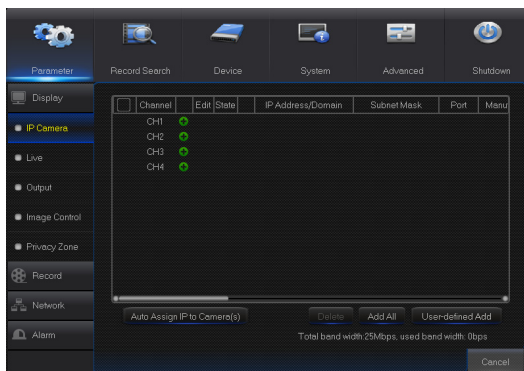 Parameter Record Search Device System Advanced Shutdown
Display
IP Camera
Live
Output
Image Control
Privacy Zone
Record
Network
Alarm
Channel Edit State IP Address/Domain Subnet Mask Port Manu
CH1
CH2
CH3
CH4
Auto Assign IP to Camera(s) Delete Add All User-defined Add
Total band width:25Mbps, used band width: 0bps
Cancel